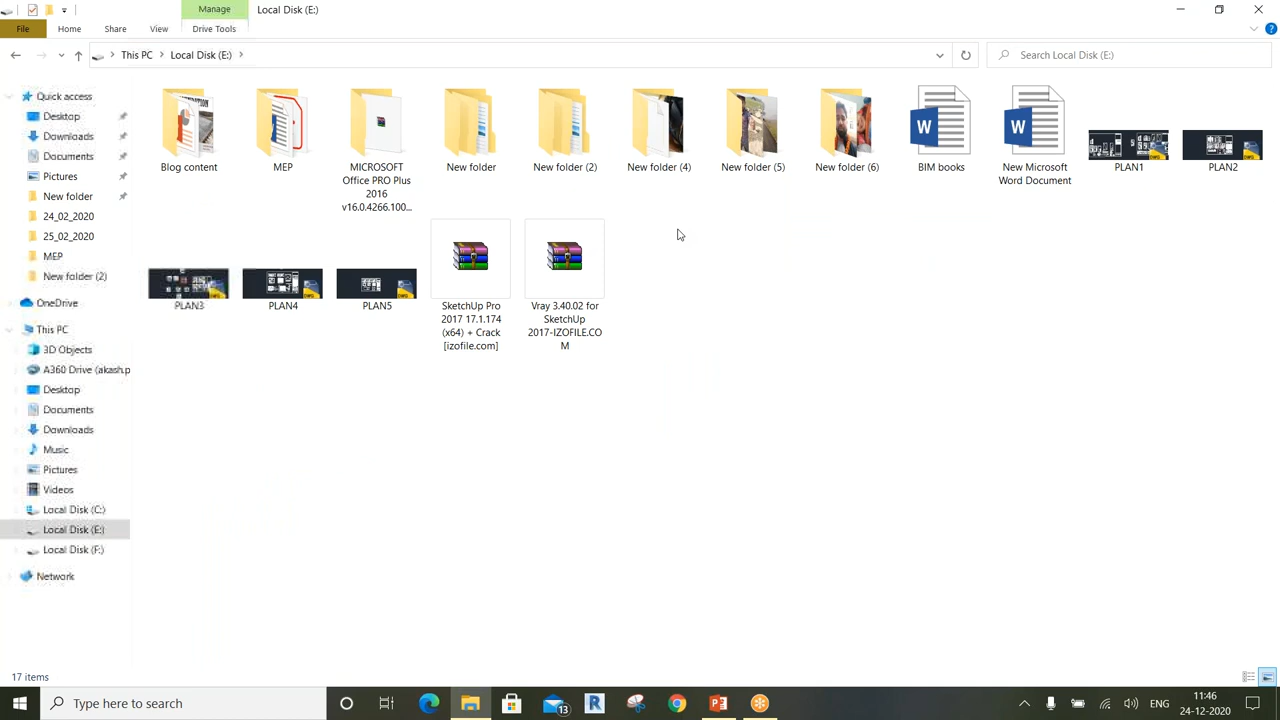 Manage
Local Disk (E:)
File
Home
Share
View
Drive Tools
This PC
Local Disk (E:)
Search Local Disk (E:)
Quick access
Desktop
Downloads
Documents
Pictures
New folder
24_02_2020
25_02_2020
MEP
New folder (2)
OneDrive
This PC
3D Objects
A360 Drive (akash.p
Desktop
Documents
Downloads
Music
Pictures
Videos
Local Disk (C:)
Local Disk (E:)
Local Disk (F:)
Network
Blog content
MEP
MICROSOFT
Office PRO Plus
2016
v16.0.4266.100...
New folder
New folder (2)
New folder (4)
New folder (5)
New folder (6)
BIM books
New Microsoft
Word Document
PLAN1
PLAN2
PLAN3
PLAN4
PLAN5
SketchUp Pro
2017 17.1.174
(x64) + Crack
[izofile.com]
Vray 3.40.02 for
SketchUp
2017-IZOFILE.CO
M
17 items
Type here to search
13
ENG
11:46
24-12-2020